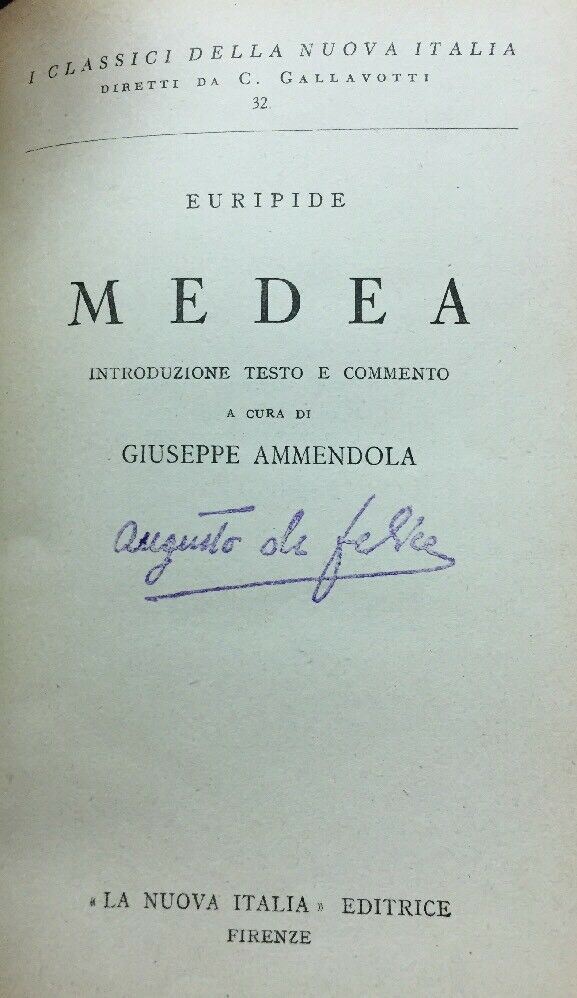 I CLASSICI DELLA NUOVA ITALIA
DIRETTI DA C. GALLAVOTTI
32
EURIPIDE
MEDEA
INTRODUZIONE TESTO E COMMENTO
A CURA DI
GIUSEPPE AMMENDOLA
Augusto de felice
« LA NUOVA ITALIA » EDITRICE
FIRENZE